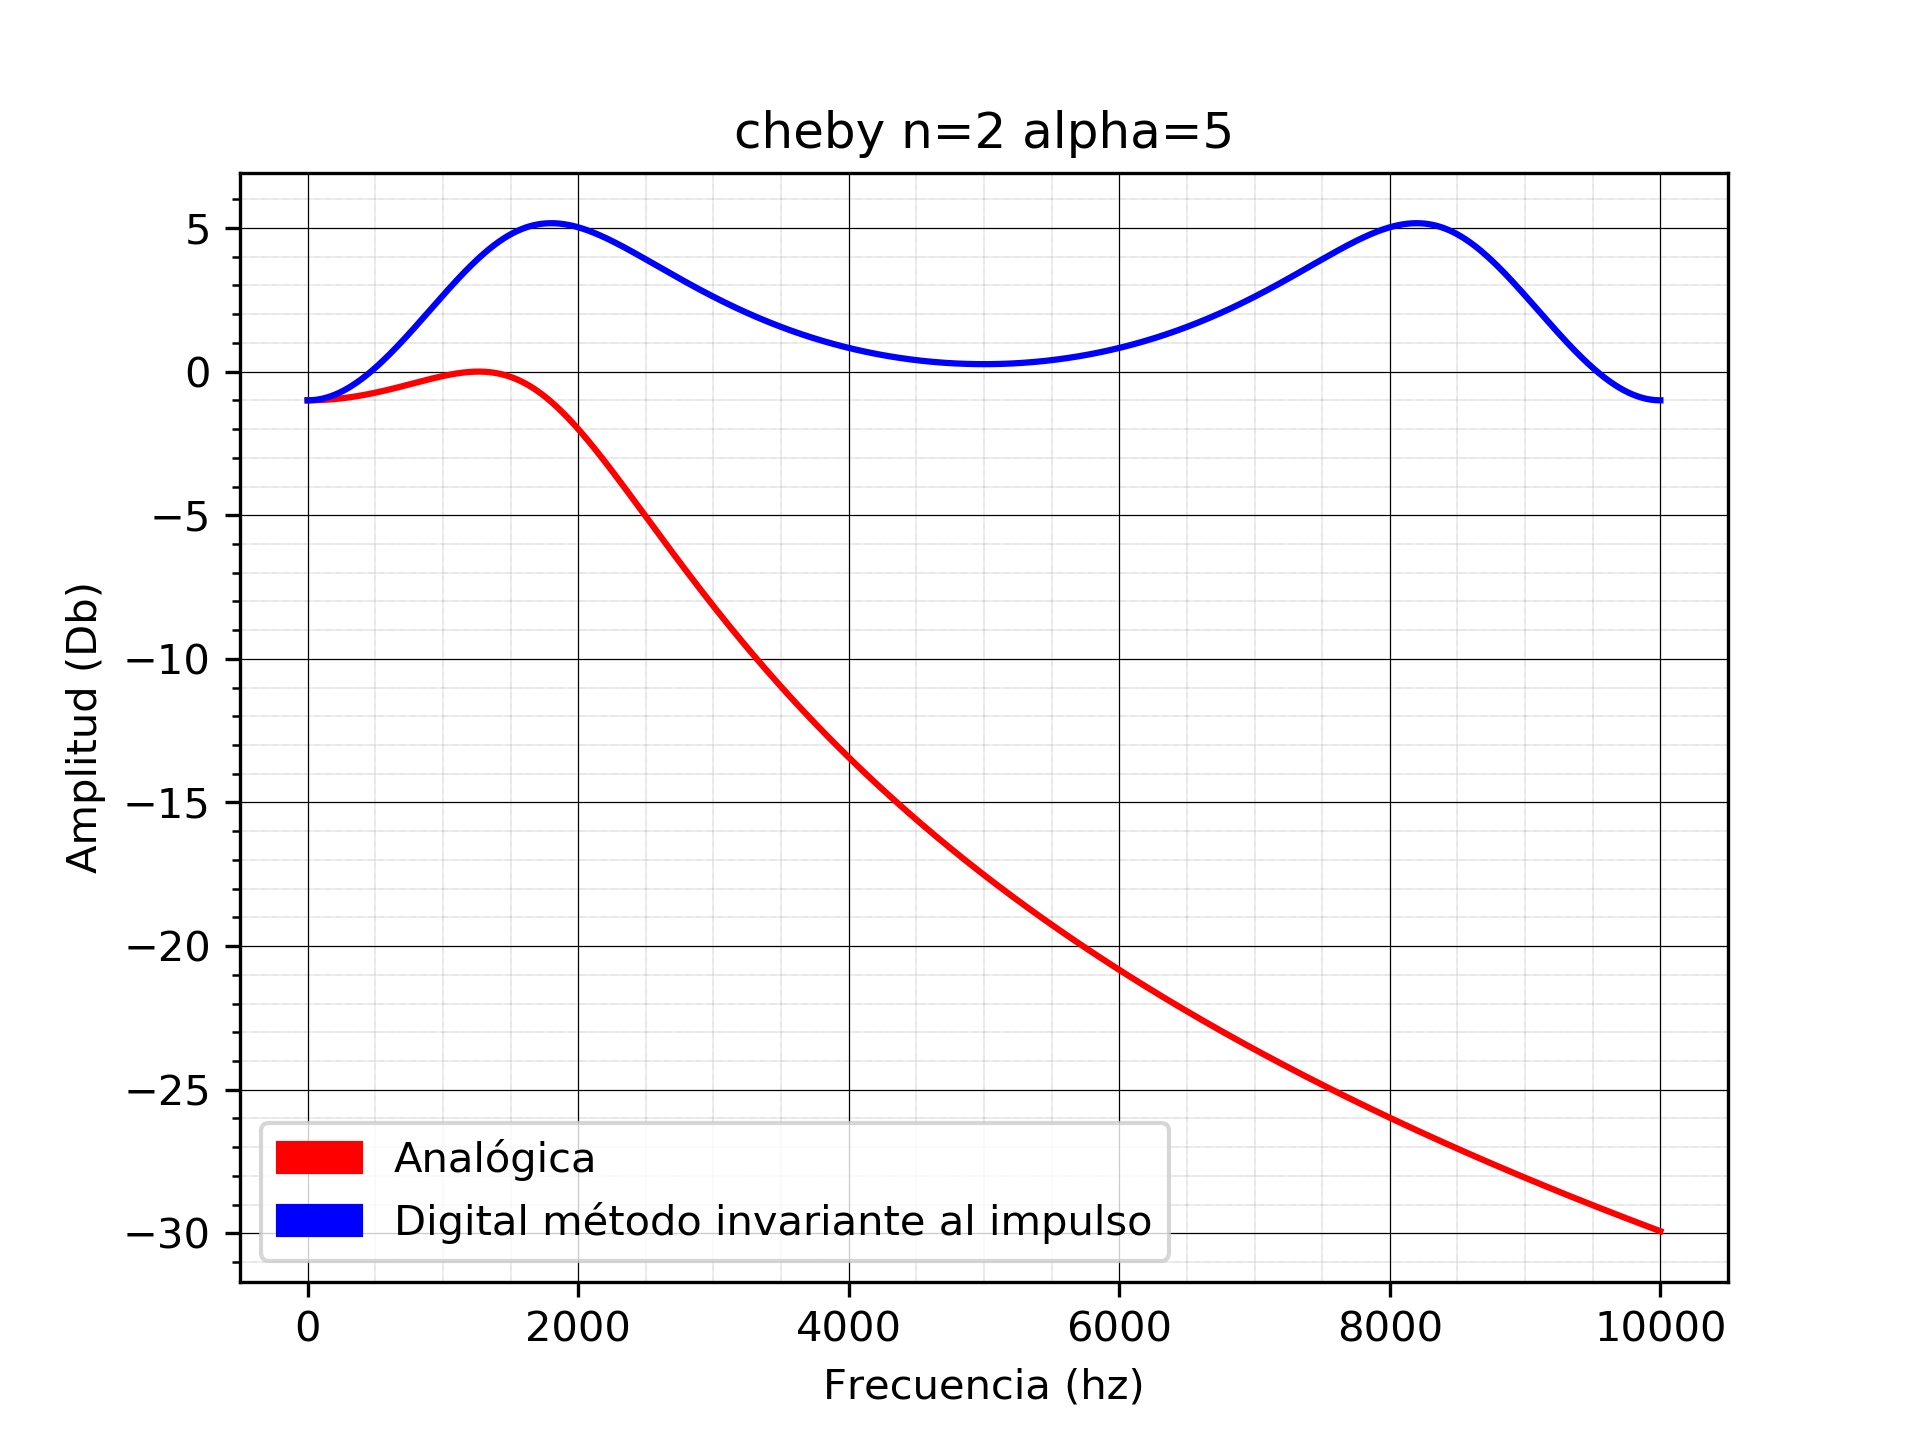 cheby n=2 alpha=5
Amplitud (Db)
5
0
−5
−10
−15
−20
−25
−30
Analógica
Digital método invariante al impulso
0 2000 4000 6000 8000 10000
Frecuencia (hz)